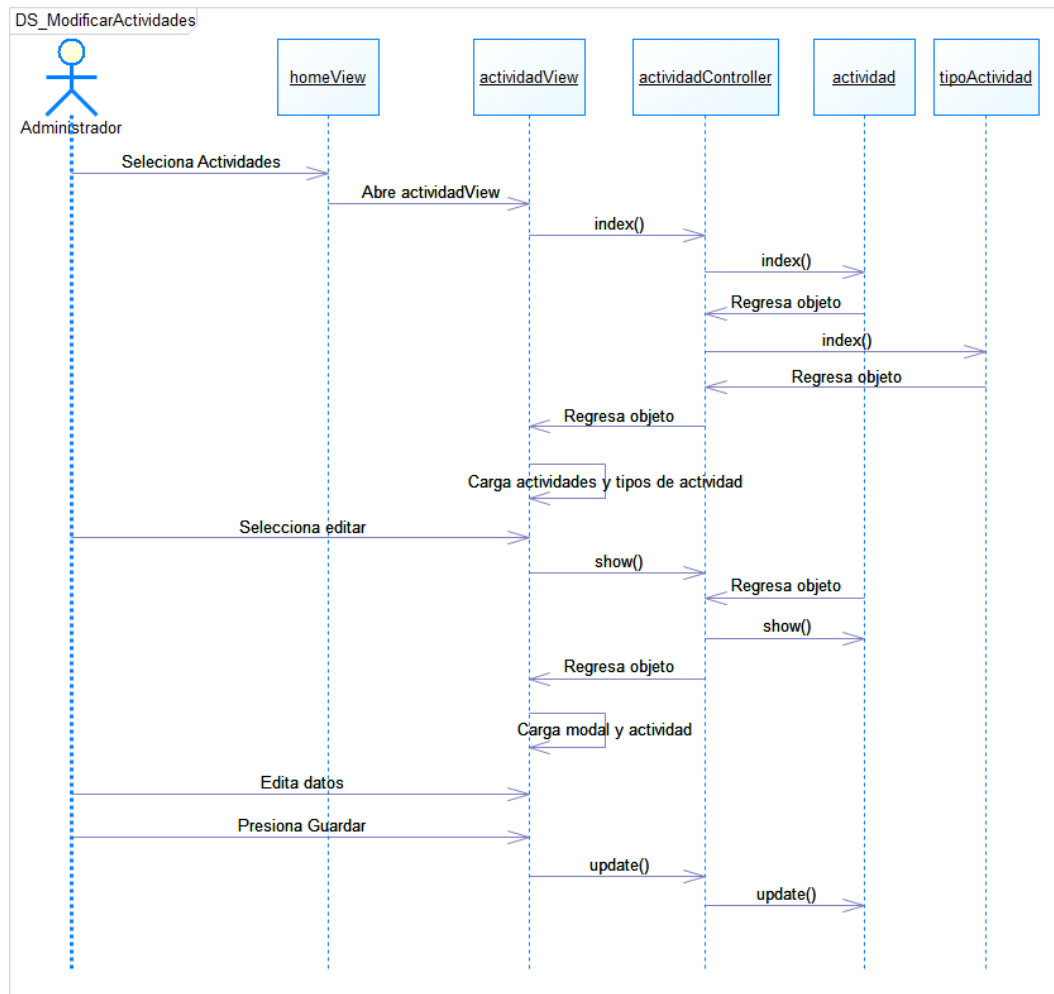 DS_ModificarActividades
homeView
actividadView
actividadController
actividad
tipoActividad
Administrador
Seleciona Actividades
Abre actividadView
index()
index()
Regresa objeto
index()
Regresa objeto
Regresa objeto
Carga actividades y tipos de actividad
Selecciona editar
show()
Regresa objeto
show()
Regresa objeto
Carga modal y actividad
Edita datos
Presiona Guardar
update()
update()